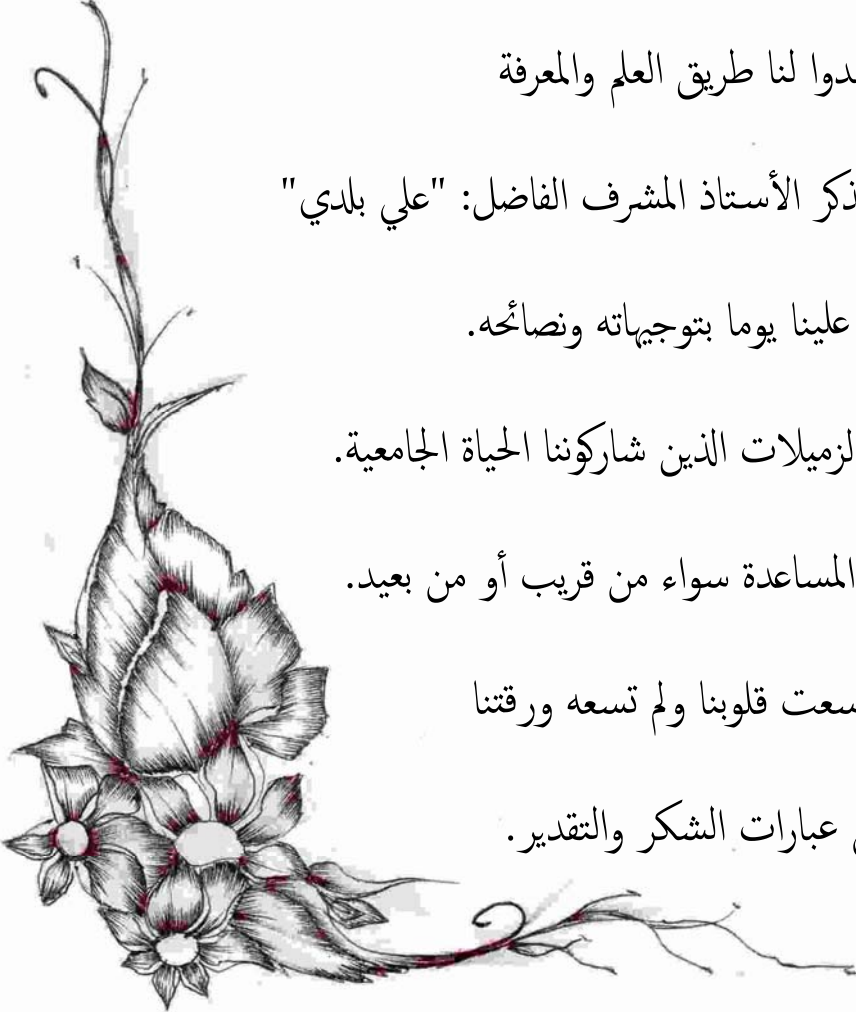 لنا طريق العلم والمعرفة
الأستاذ المشرف الفاضل: "علي بلدي"
علينا يوما بتوجيهاته ونصائحه.
الذين شاركوننا الحياة الجامعية.
المساعدة سواء من قريب أو من بعيد.
قلوبنا ولم تسعه ورقتنا
عبارات الشكر والتقدير.